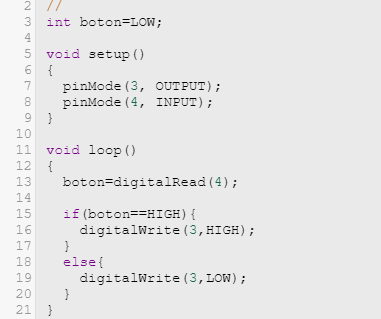 2 //
3 int boton=LOW;
4
5 void setup()
6 {
7   pinMode(3, OUTPUT);
8   pinMode(4, INPUT);
9 }
10
11 void loop()
12 {
13   boton=digitalRead(4);
14
15   if(boton==HIGH){
16     digitalWrite(3,HIGH);
17   }
18   else{
19     digitalWrite(3,LOW);
20   }
21 }